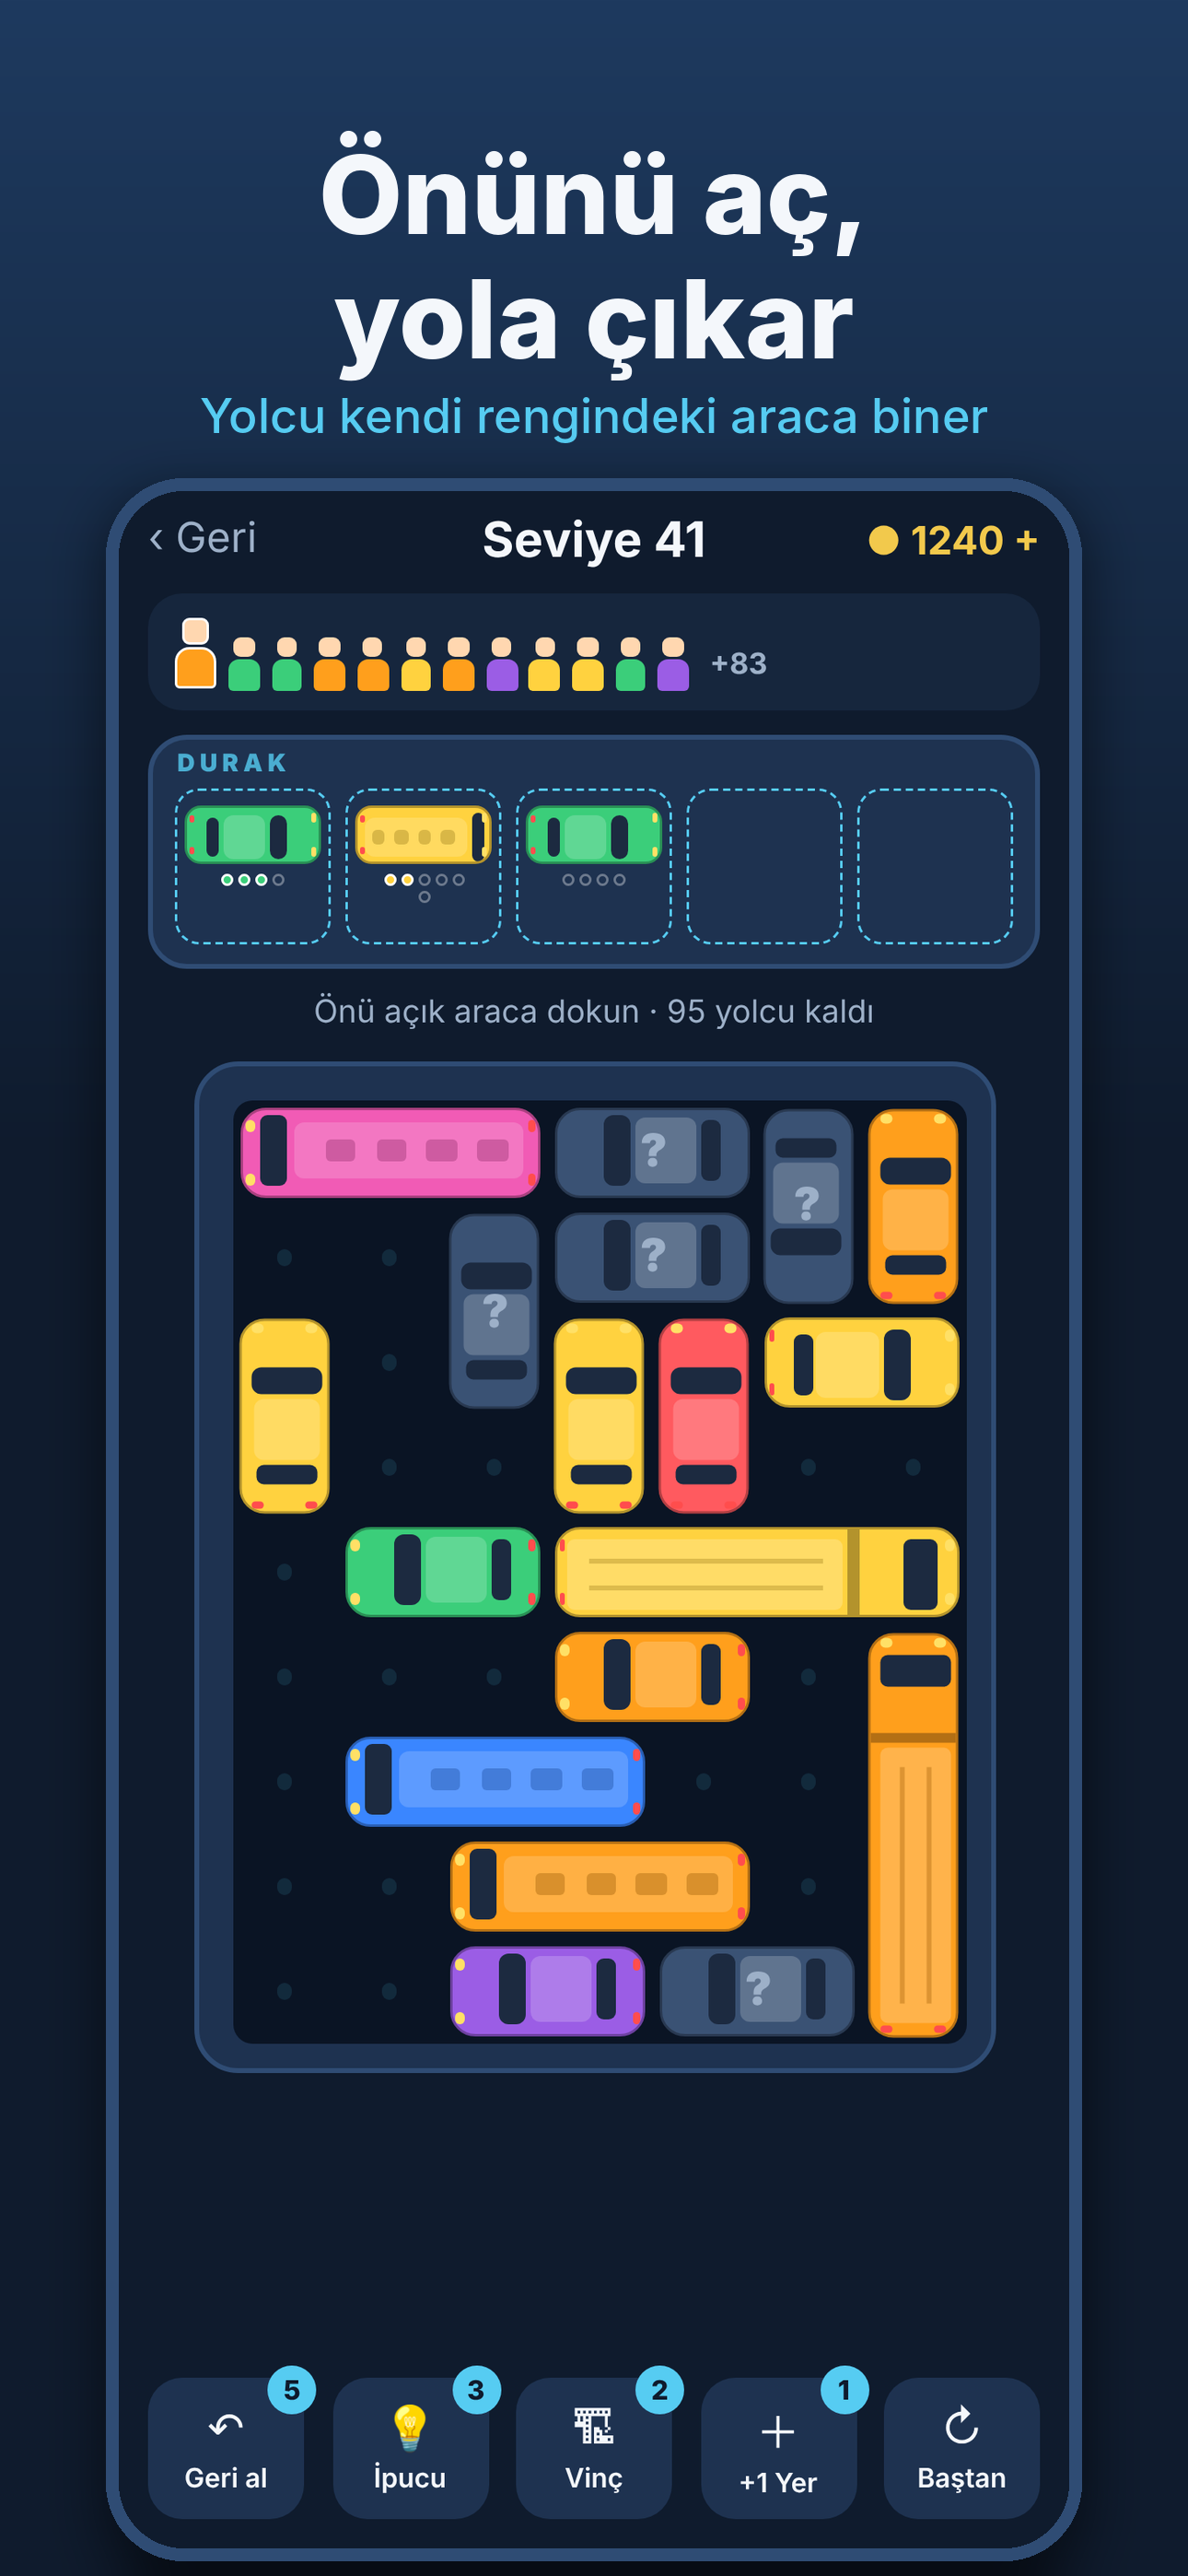 Önünü aç,
yola çıkar
Yolcu kendi rengindeki araca biner
‹ Geri
Seviye 41
1240 +
+83
DURAK
Önü açık araca dokun · 95 yolcu kaldı
?
?
?
?
?
?
5
3
2
1
Geri al
İpucu
Vinç
+1 Yer
Baştan